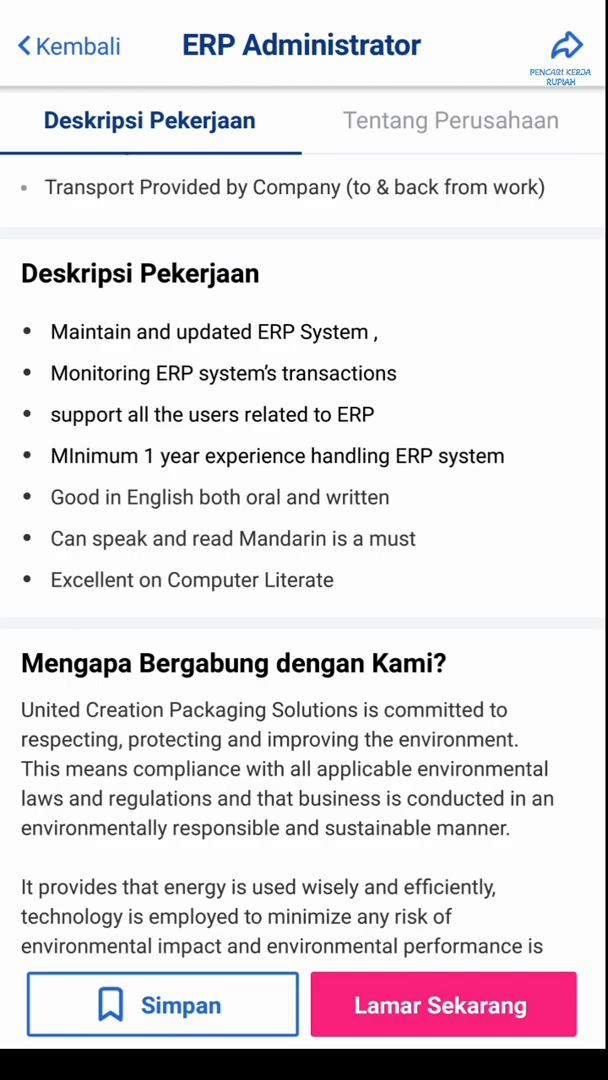 Kembali
ERP Administrator
PENCARI KERJA
RUPIAH
Deskripsi Pekerjaan
Tentang Perusahaan
• Transport Provided by Company (to & back from work)
Deskripsi Pekerjaan
• Maintain and updated ERP System ,
• Monitoring ERP system's transactions
• support all the users related to ERP
• MInimum 1 year experience handling ERP system
• Good in English both oral and written
• Can speak and read Mandarin is a must
• Excellent on Computer Literate
Mengapa Bergabung dengan Kami?
United Creation Packaging Solutions is committed to
respecting, protecting and improving the environment.
This means compliance with all applicable environmental
laws and regulations and that business is conducted in an
environmentally responsible and sustainable manner.
It provides that energy is used wisely and efficiently,
technology is employed to minimize any risk of
environmental impact and environmental performance is
Simpan
Lamar Sekarang